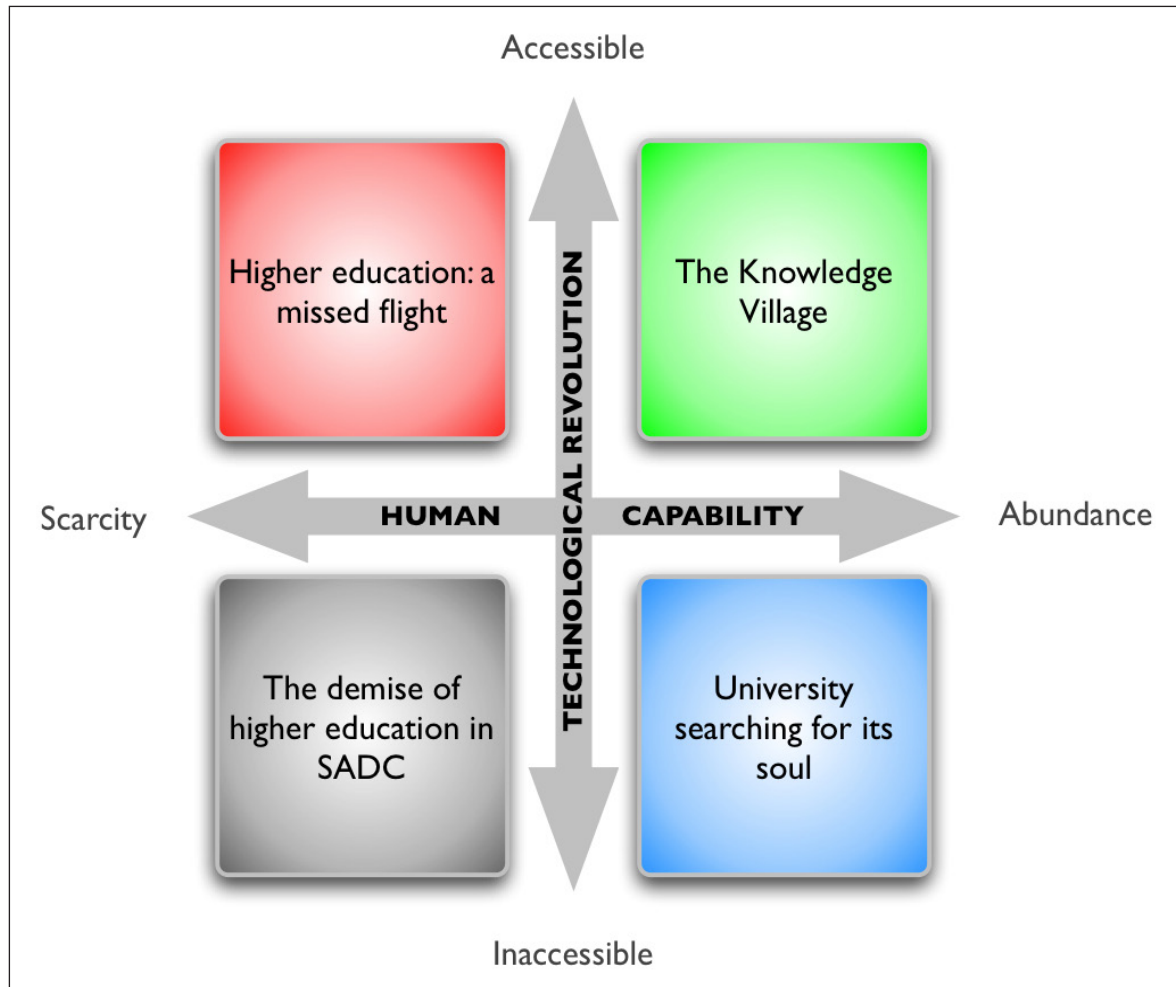 Accessible
Higher education: a
missed flight
The Knowledge
Village
TECHNOLOGICAL REVOLUTION
Scarcity
HUMAN CAPABILITY
Abundance
The demise of
higher education in
SADC
University
searching for its
soul
Inaccessible